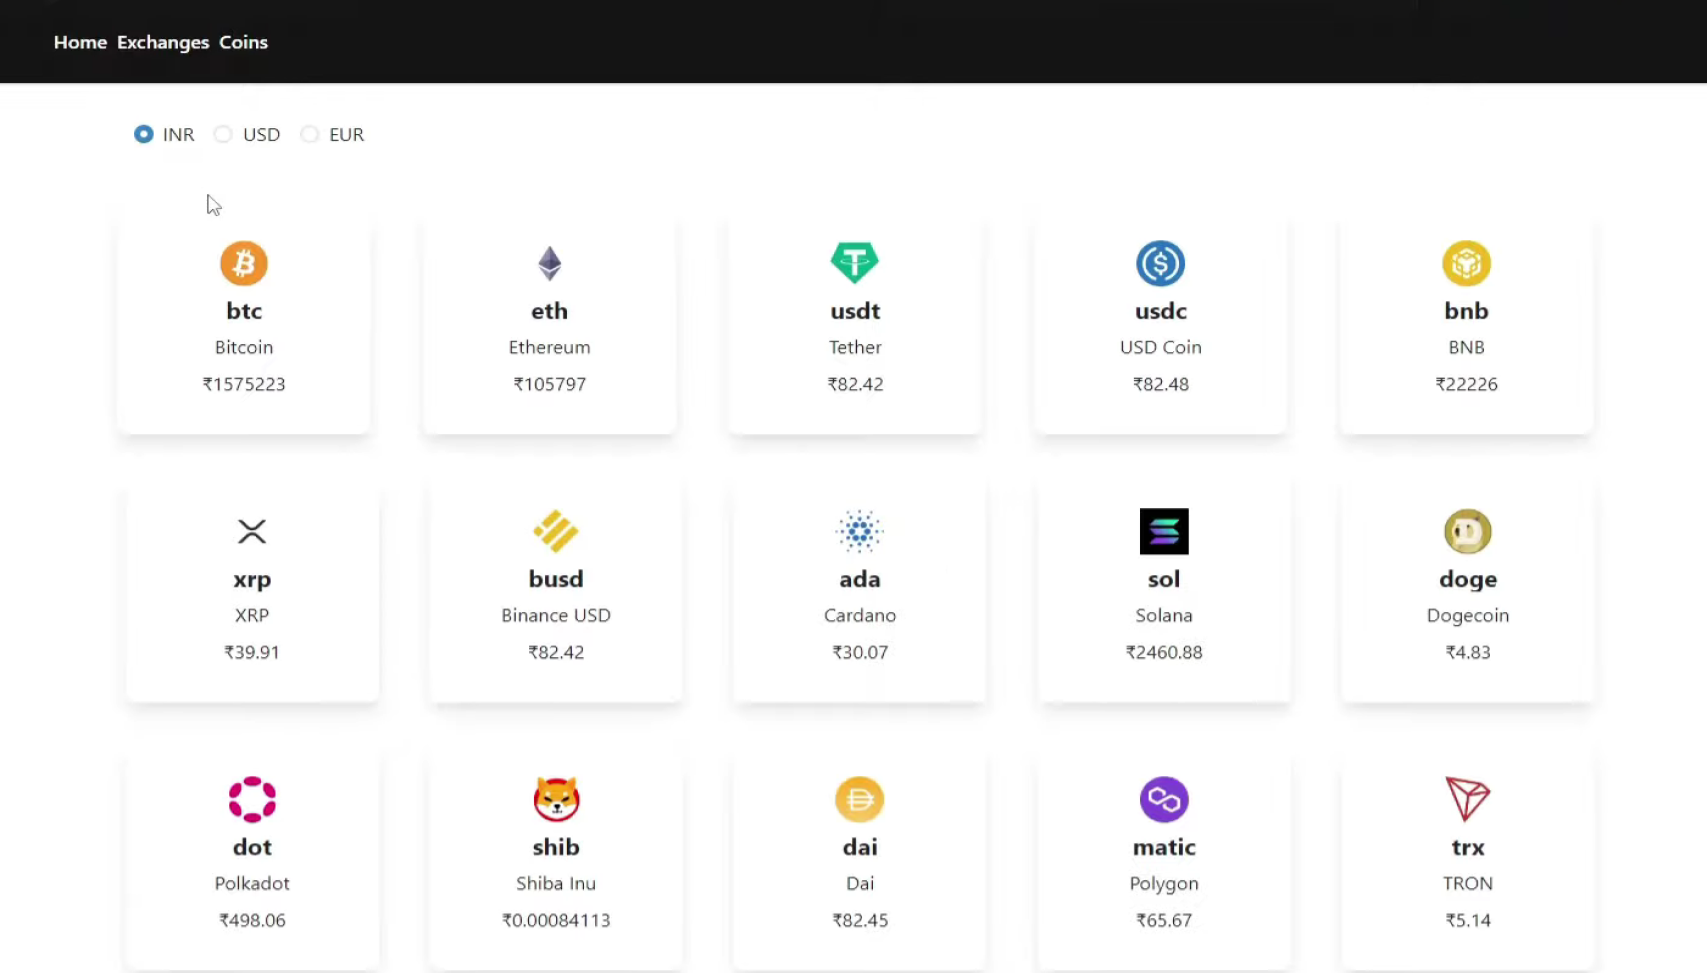 Home Exchanges Coins
INR USD EUR
btc
Bitcoin
₹1575223
eth
Ethereum
₹105797
usdt
Tether
₹82.42
usdc
USD Coin
₹82.48
bnb
BNB
₹22226
xrp
XRP
₹39.91
busd
Binance USD
₹82.42
ada
Cardano
₹30.07
sol
Solana
₹2460.88
doge
Dogecoin
₹4.83
dot
Polkadot
₹498.06
shib
Shiba Inu
₹0.00084113
dai
Dai
₹82.45
matic
Polygon
₹65.67
trx
TRON
₹5.14